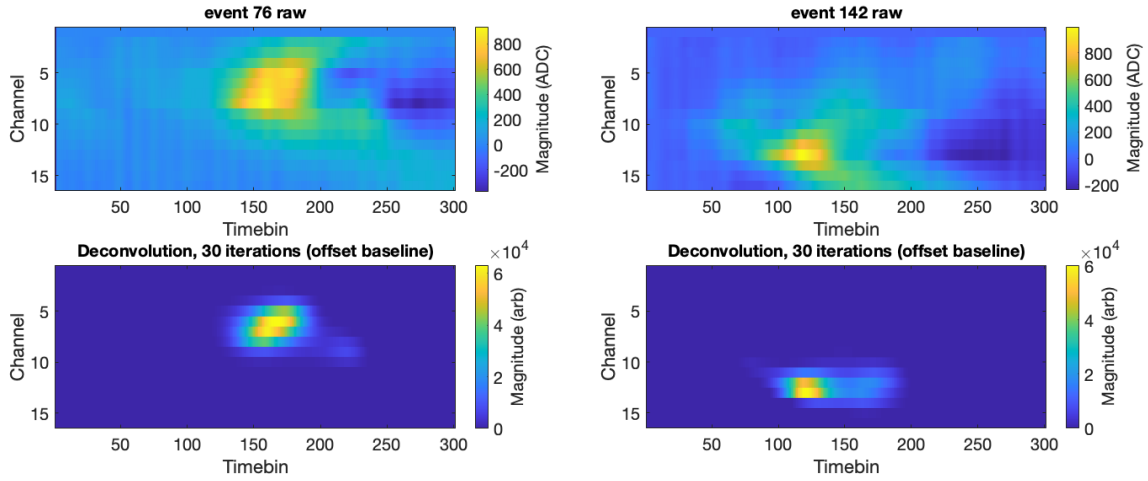 event 76 raw
5
10
15
Channel
50 100 150 200 250 300
Timebin
800
600
400
200
0
-200
Magnitude (ADC)
event 142 raw
5
10
15
Channel
50 100 150 200 250 300
Timebin
800
600
400
200
0
-200
Magnitude (ADC)
Deconvolution, 30 iterations (offset baseline)
5
10
15
Channel
50 100 150 200 250 300
Timebin
×10⁴
6
4
2
0
Magnitude (arb)
Deconvolution, 30 iterations (offset baseline)
5
10
15
Channel
50 100 150 200 250 300
Timebin
×10⁴
6
4
2
0
Magnitude (arb)